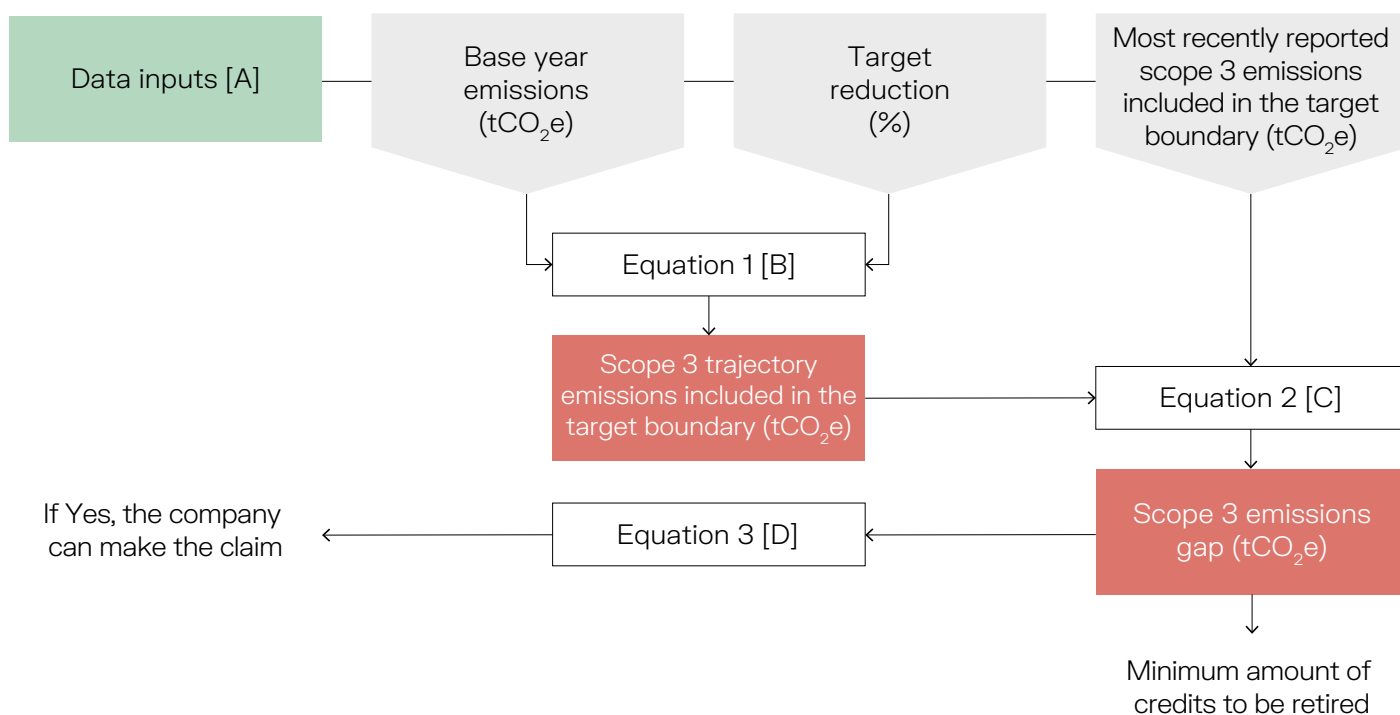 Data inputs [A]
Base year
emissions
(tCO₂e)
Target
reduction
(%)
Most recently reported
scope 3 emissions
included in the target
boundary (tCO₂e)
Equation 1 [B]
Scope 3 trajectory
emissions included in the
target boundary (tCO₂e)
Equation 2 [C]
If Yes, the company
can make the claim
Equation 3 [D]
Scope 3 emissions
gap (tCO₂e)
Minimum amount of
credits to be retired